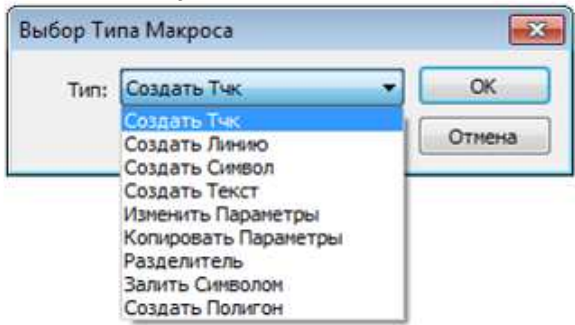 Выбор Типа Макроса
Тип: Создать Тчк OK
Создать Тчк
Отмена
Создать Линию
Создать Символ
Создать Текст
Изменить Параметры
Копировать Параметры
Разделитель
Залить Символом
Создать Полигон